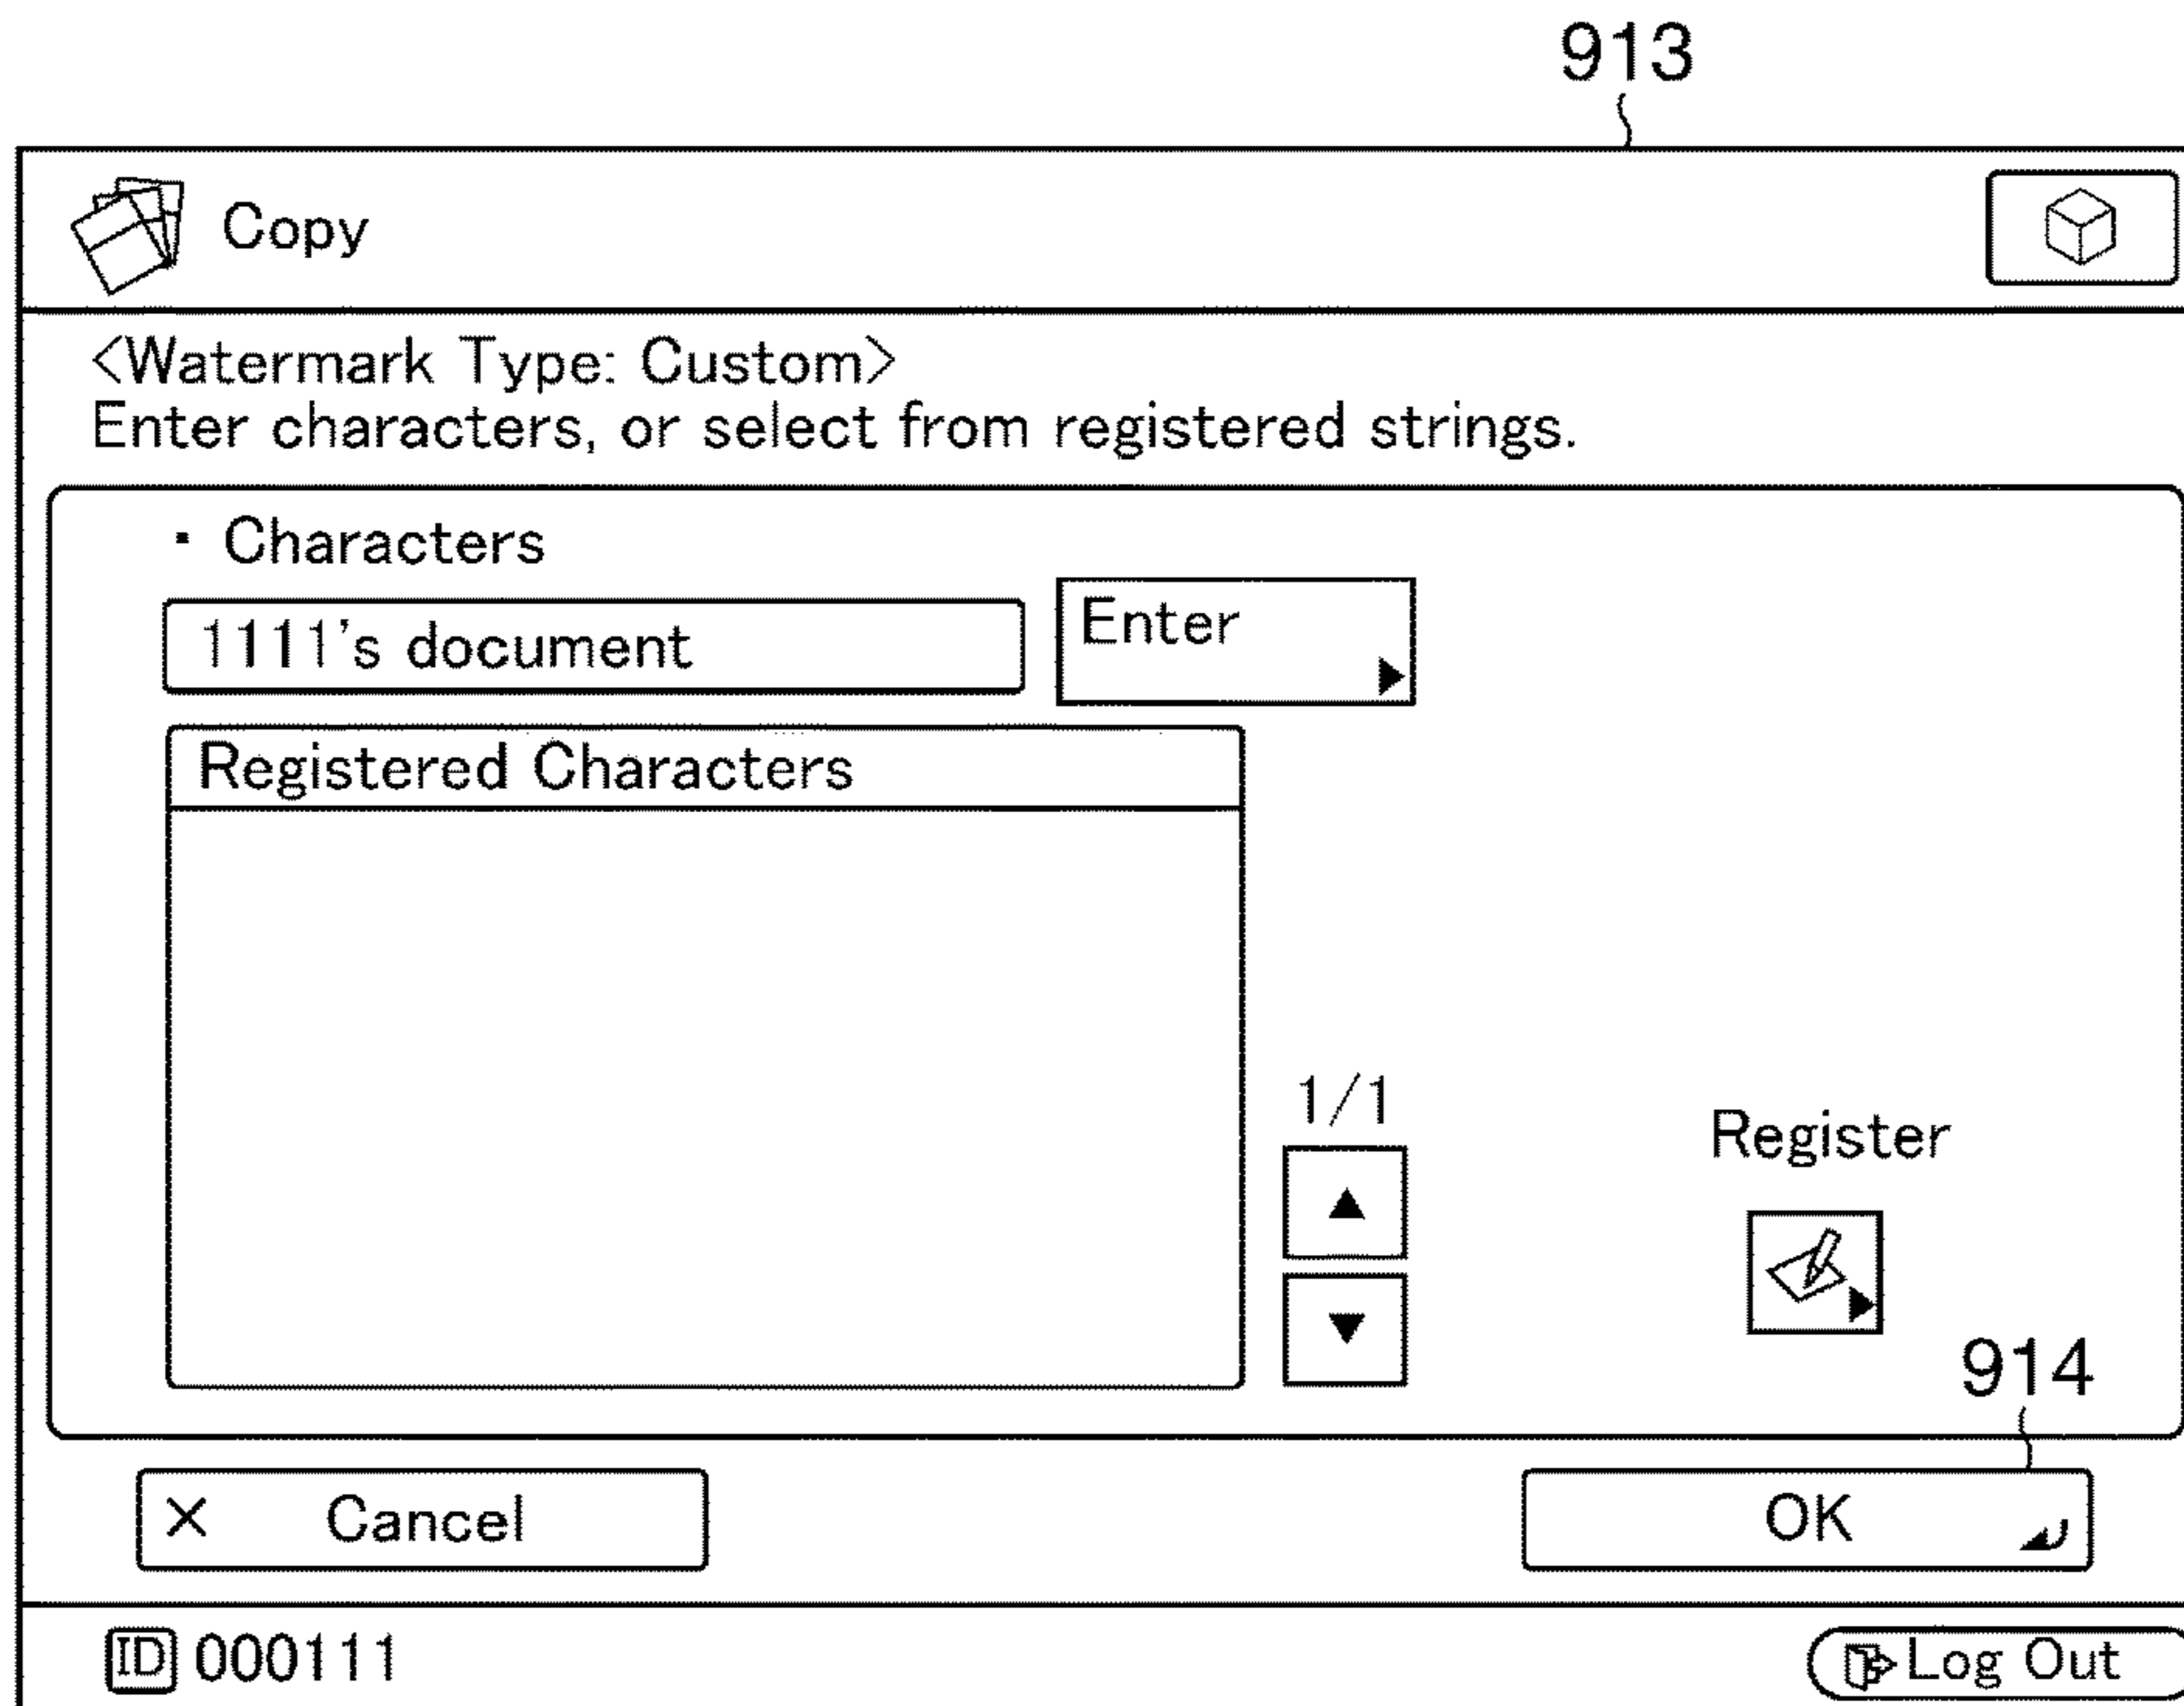 913
Copy
<Watermark Type: Custom>
Enter characters, or select from registered strings.
▪ Characters
1111's document
Enter
Registered Characters
1/1
Register
914
× Cancel
OK
ID 000111
Log Out